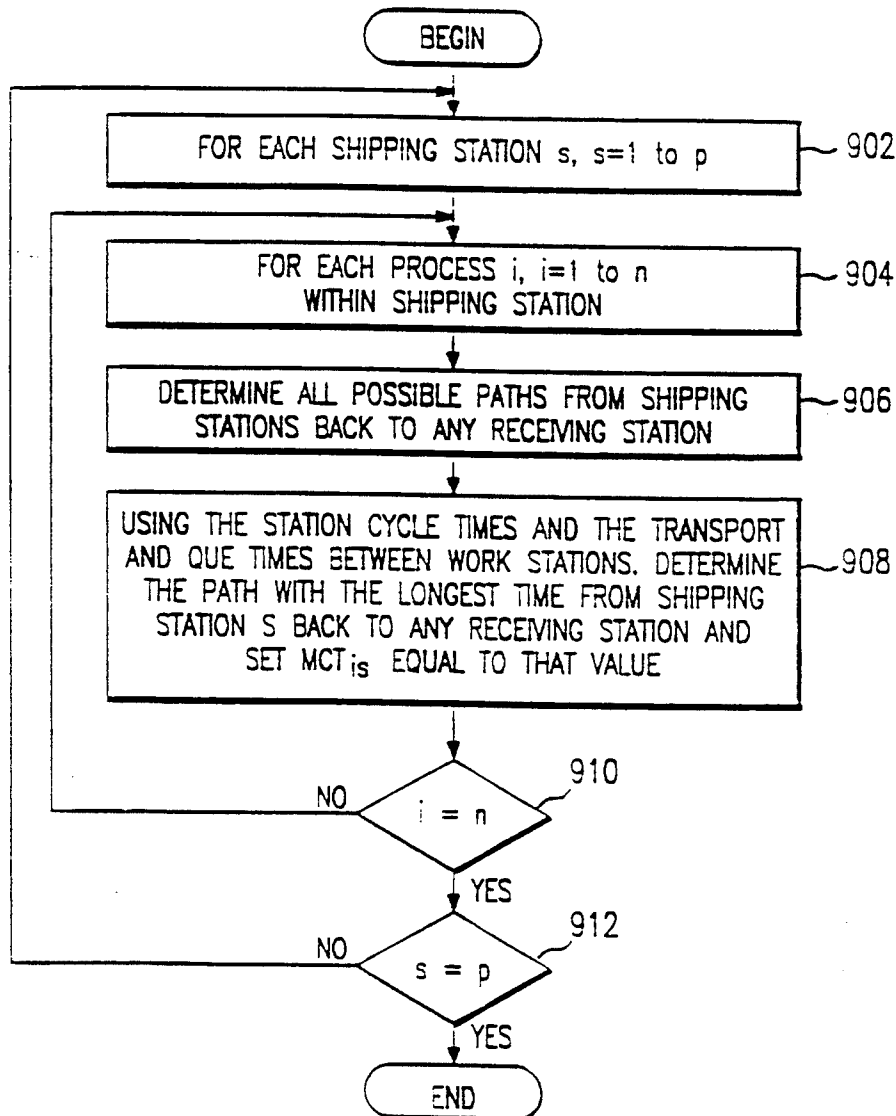 BEGIN
FOR EACH SHIPPING STATION s, s=1 to p
902
FOR EACH PROCESS i, i=1 to n
WITHIN SHIPPING STATION
904
DETERMINE ALL POSSIBLE PATHS FROM SHIPPING
STATIONS BACK TO ANY RECEIVING STATION
906
USING THE STATION CYCLE TIMES AND THE TRANSPORT
AND QUE TIMES BETWEEN WORK STATIONS. DETERMINE
THE PATH WITH THE LONGEST TIME FROM SHIPPING
STATION S BACK TO ANY RECEIVING STATION AND
SET MCT is EQUAL TO THAT VALUE
908
910
NO
i = n
YES
912
NO
s = p
YES
END